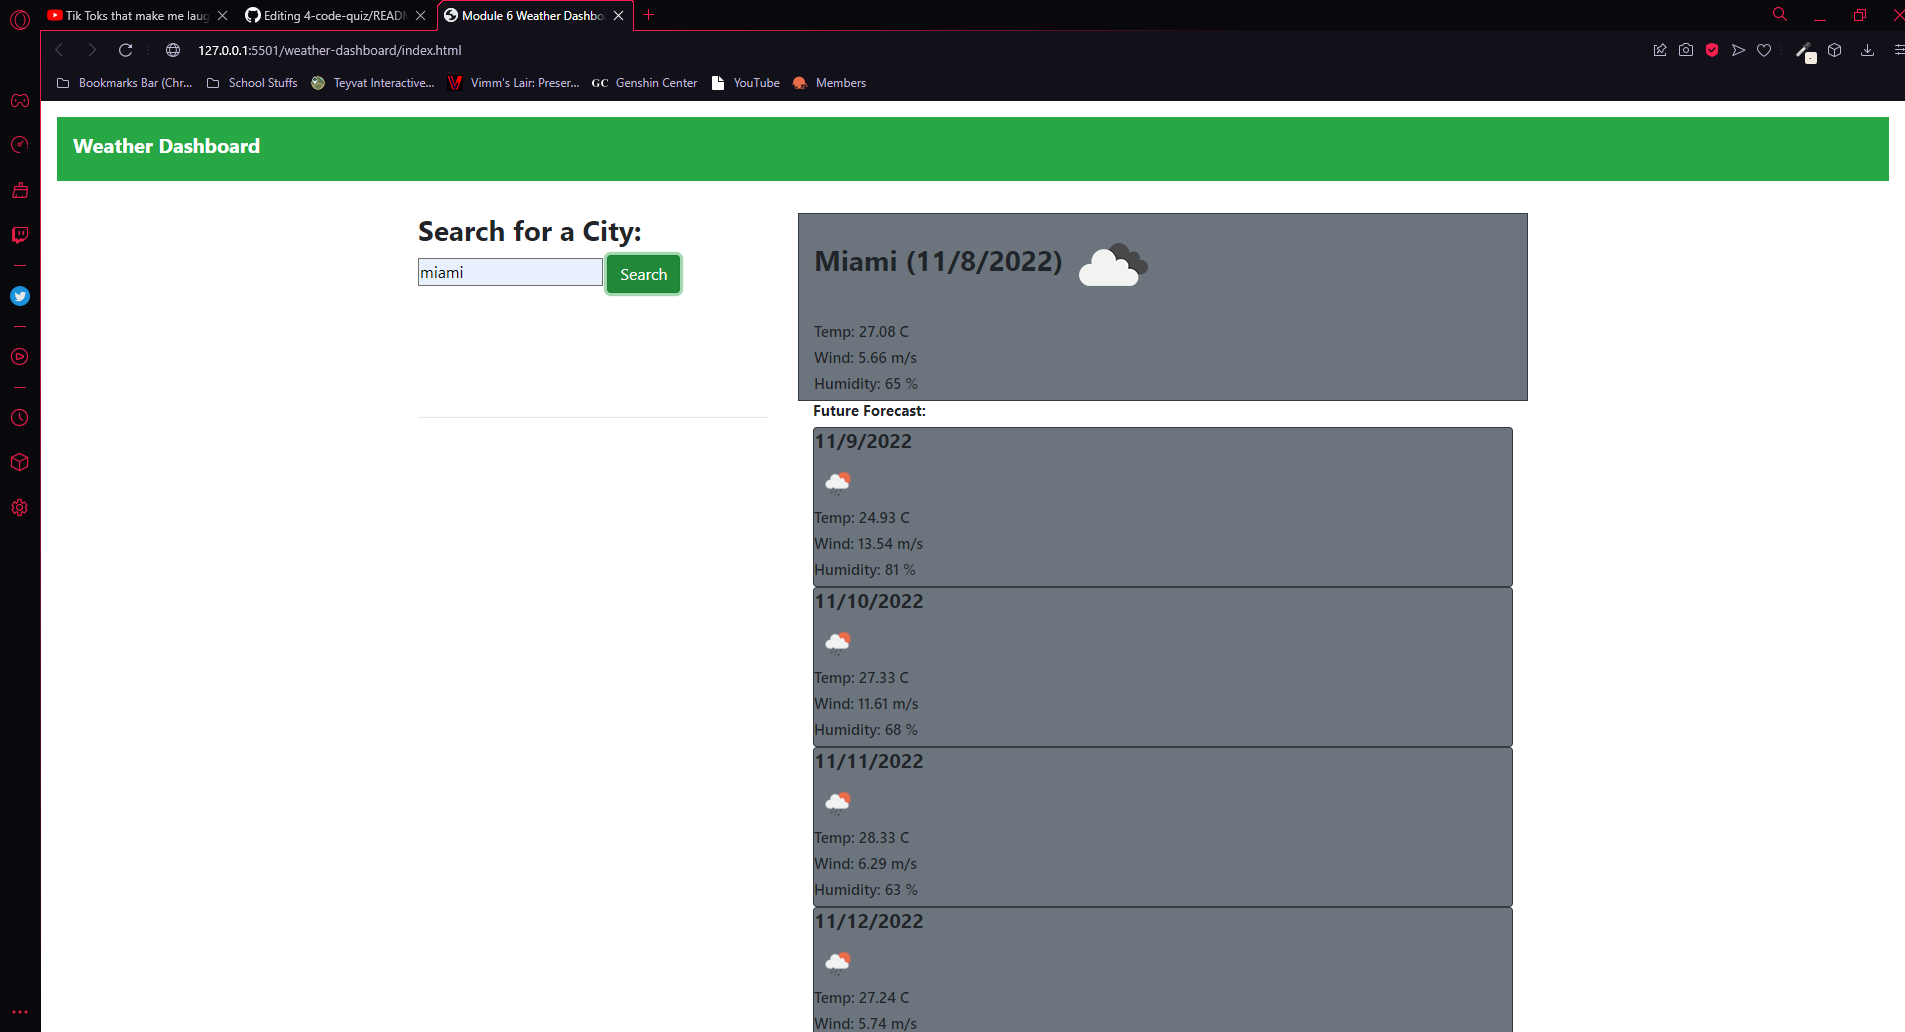 Tik Toks that make me laug
Editing 4-code-quiz/READM
Module 6 Weather Dashbo
127.0.0.1:5501/weather-dashboard/index.html
Bookmarks Bar (Chr...
School Stuffs
Teyvat Interactive...
Vimm's Lair: Preser...
GC Genshin Center
YouTube
Members
Weather Dashboard
Search for a City:
miami
Search
Miami (11/8/2022)
Temp: 27.08 C
Wind: 5.66 m/s
Humidity: 65 %
Future Forecast:
11/9/2022
Temp: 24.93 C
Wind: 13.54 m/s
Humidity: 81 %
11/10/2022
Temp: 27.33 C
Wind: 11.61 m/s
Humidity: 68 %
11/11/2022
Temp: 28.33 C
Wind: 6.29 m/s
Humidity: 63 %
11/12/2022
Temp: 27.24 C
Wind: 5.74 m/s